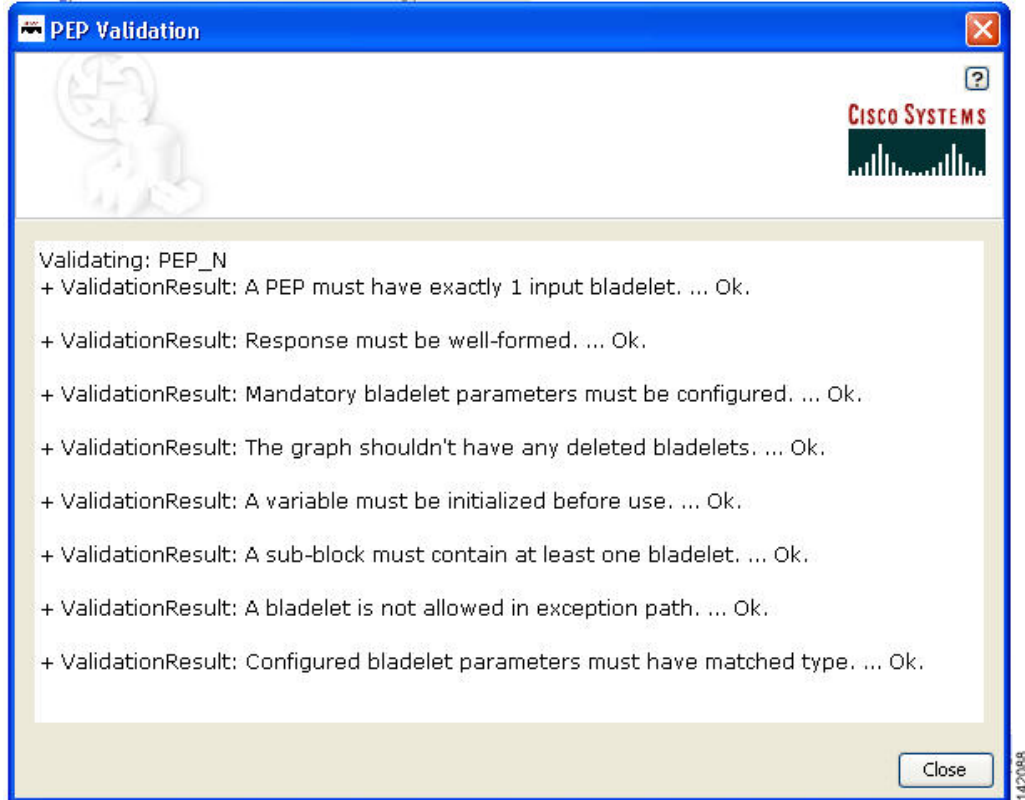 PEP Validation
?
CISCO SYSTEMS
Validating: PEP_N
+ ValidationResult: A PEP must have exactly 1 input bladelet. ... Ok.
+ ValidationResult: Response must be well-formed. ... Ok.
+ ValidationResult: Mandatory bladelet parameters must be configured. ... Ok.
+ ValidationResult: The graph shouldn't have any deleted bladelets. ... Ok.
+ ValidationResult: A variable must be initialized before use. ... Ok.
+ ValidationResult: A sub-block must contain at least one bladelet. ... Ok.
+ ValidationResult: A bladelet is not allowed in exception path. ... Ok.
+ ValidationResult: Configured bladelet parameters must have matched type. ... Ok.
Close
142088